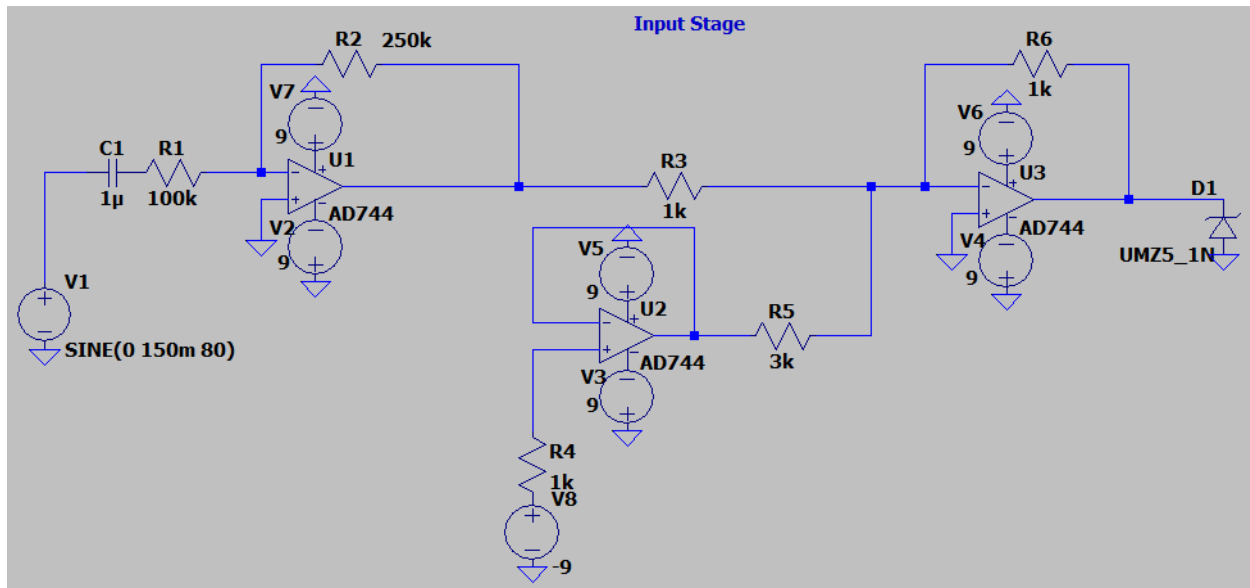 Input Stage
R2 250k
R6
1k
V7
9
V6
9
C1
1µ
R1
100k
U1
R3
1k
U3
D1
V2
9
AD744
V5
9
V4
9
AD744
UMZ5_1N
V1
SINE(0 150m 80)
U2
R5
3k
V3
9
AD744
R4
1k
V8
-9